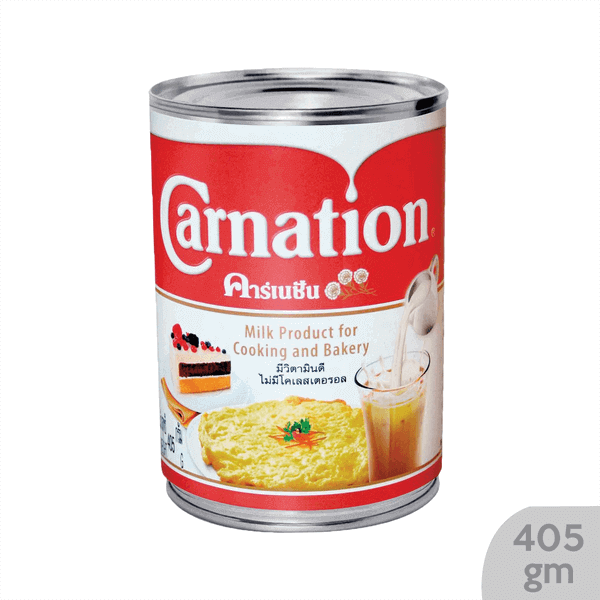 Carnation®
คาร์เนชัน
Milk Product for
Cooking and Bakery
มีวิตามินดี
ไม่มีโคเลสเตอรอล
405
G
405
gm